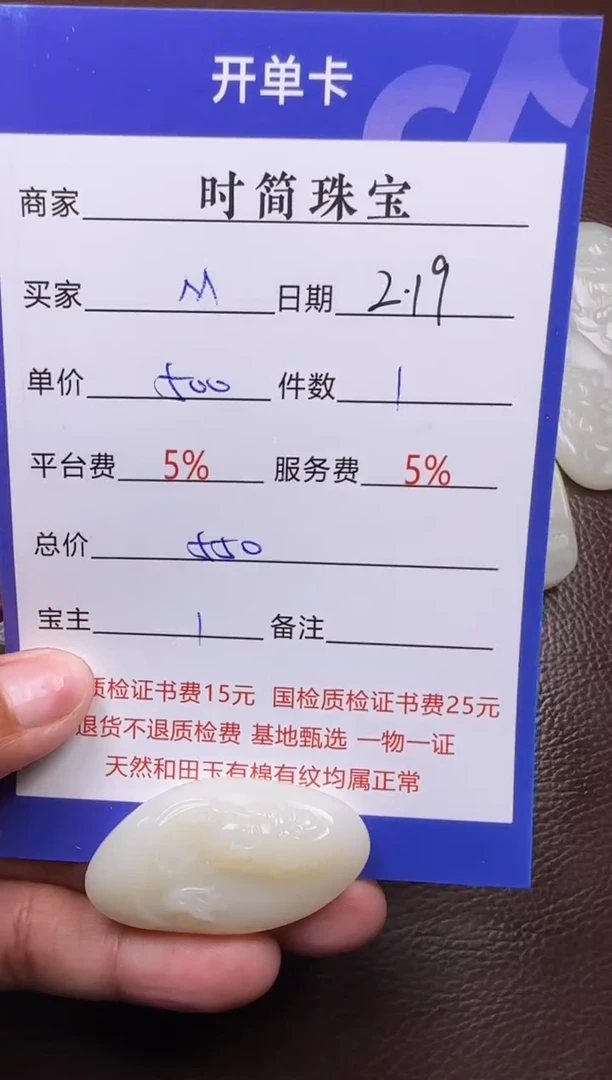 开单卡
商家 时简珠宝
买家 M 日期 2.19
单价 500 件数 1
平台费 5% 服务费 5%
总价 550
宝主 1 备注
质检证书费15元 国检质检证书费25元
退货不退质检费 基地甄选 一物一证
天然和田玉有棉有纹均属正常